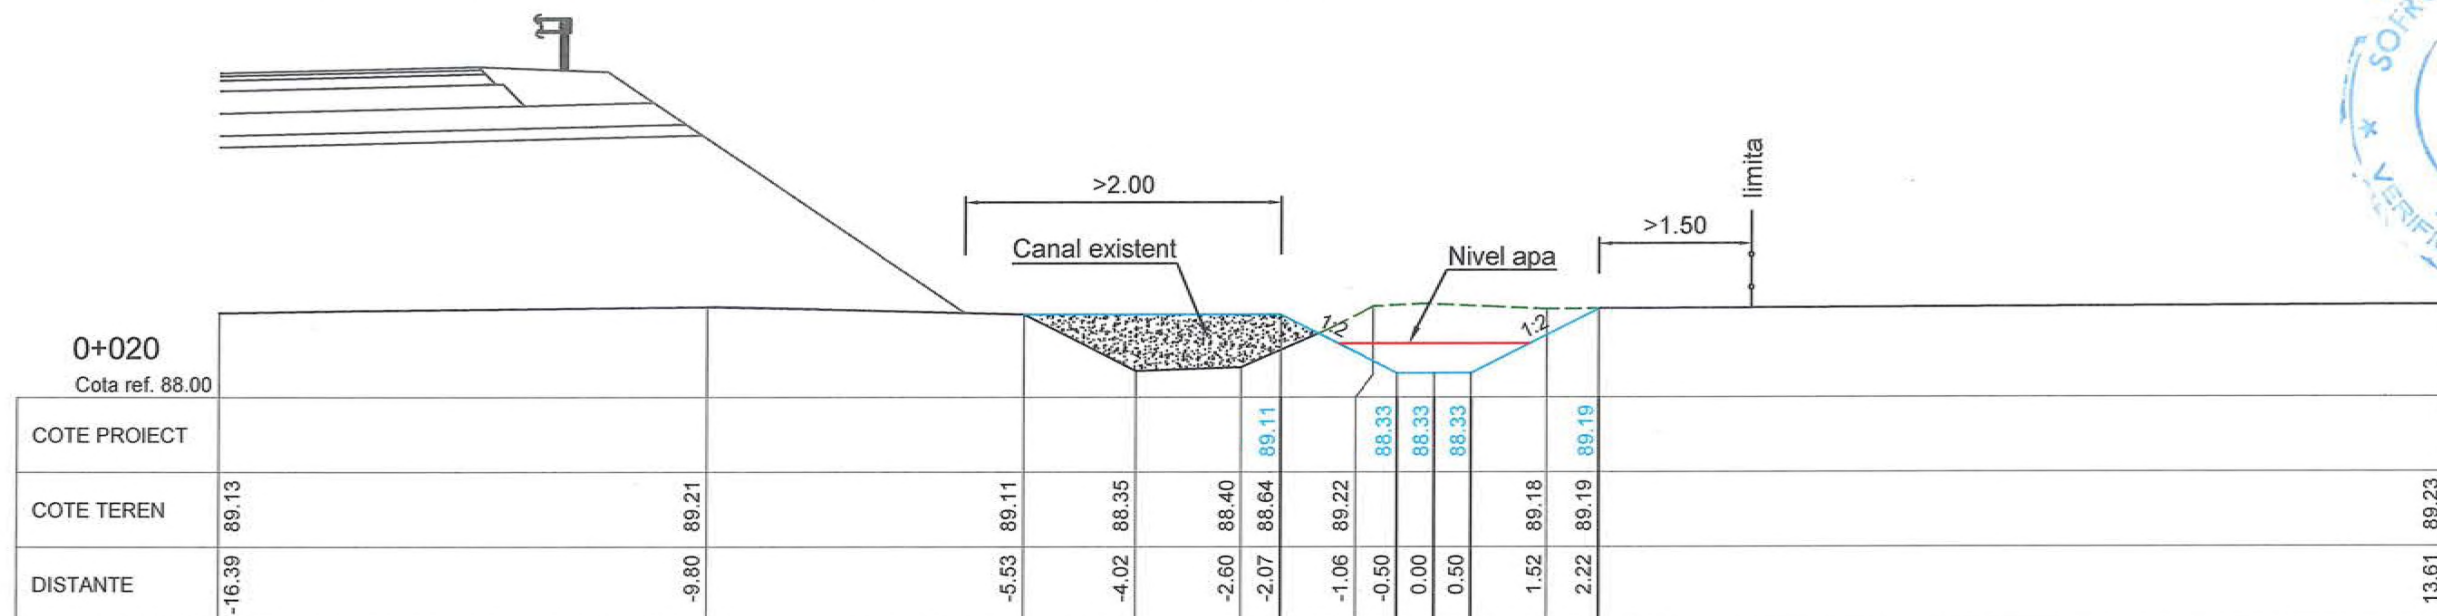 >2.00
limita
>1.50
Canal existent
Nivel apa
1:2
1:2
0+020
Cota ref. 88.00
COTE PROIECT
89.11 88.33 88.33 88.33 89.19
COTE TEREN
89.13 89.21 89.11 88.35 88.40 88.64 89.22 89.18 89.19 89.23
DISTANTE
-16.39 -9.80 -5.53 -4.02 -2.60 -2.07 -1.06 -0.50 0.00 0.50 1.52 2.22 13.61